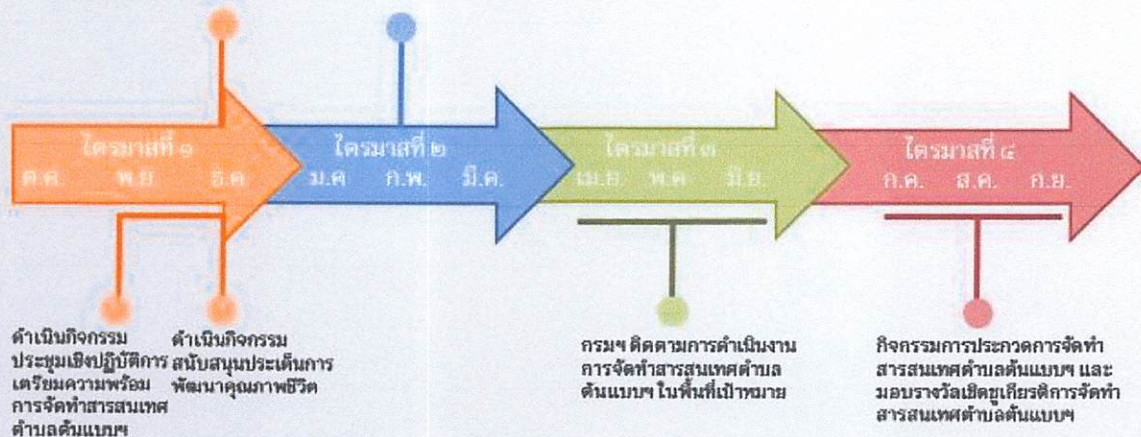 ไตรมาสที่ ๑
ต.ค. พ.ย ธ.ค
ไตรมาสที่ ๒
ม.ค ก.พ. มี.ค.
ไตรมาสที่ ๓
เม.ย. พ.ค มิ.ย.
ไตรมาสที่ ๔
ก.ค. ส.ค. ก.ย.
ดำเนินกิจกรรม
ประชุมเชิงปฏิบัติการ
เตรียมความพร้อม
การจัดทำสารสนเทศ
ตำบลต้นแบบฯ
ดำเนินกิจกรรม
สนับสนุนประเด็นการ
พัฒนาคุณภาพชีวิต
กรมฯ ติดตามการดำเนินงาน
การจัดทำสารสนเทศตำบล
ต้นแบบฯ ในพื้นที่เป้าหมาย
กิจกรรมการประกวดการจัดทำ
สารสนเทศตำบลต้นแบบฯ และ
มอบรางวัลเชิดชูเกียรติการจัดทำ
สารสนเทศตำบลต้นแบบฯ